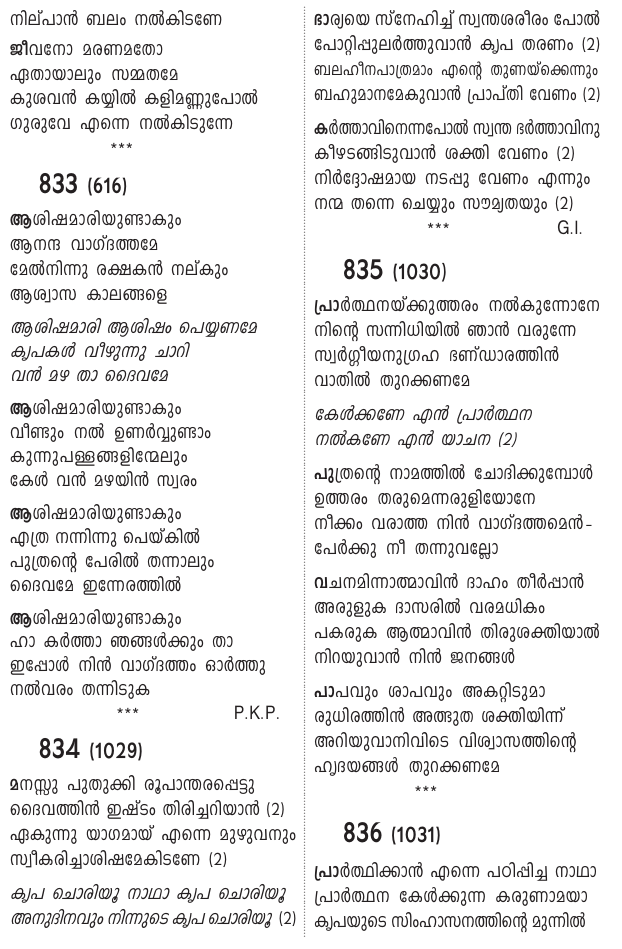 നില്പാൻ ബലം നൽകിടണേ
ജീവനോ മരണമതോ
ഏതായാലും സമ്മതമേ
കുശവൻ കയ്യിൽ കളിമണ്ണുപോൽ
ഗുരുവേ എന്നെ നൽകിടുന്നേ
***
833 (616)
ആശിഷമാരിയുണ്ടാകും
ആനന്ദ വാഗ്ദത്തമേ
മേൽനിന്നു രക്ഷകൻ നല്കും
ആശ്വാസ കാലങ്ങളെ
ആശിഷമാരി ആശിഷം പെയ്യണമേ
കൃപകൾ വീഴുന്നു ചാറി
വൻ മഴ താ ദൈവമേ
ആശിഷമാരിയുണ്ടാകും
വീണ്ടും നൽ ഉണർവ്വുണ്ടാം
കുന്നുപള്ളങ്ങളിന്മേലും
കേൾ വൻ മഴയിൻ സ്വരം
ആശിഷമാരിയുണ്ടാകും
എത്ര നന്നിന്നു പെയ്കിൽ
പുത്രന്റെ പേരിൽ തന്നാലും
ദൈവമേ ഇന്നേരത്തിൽ
ആശിഷമാരിയുണ്ടാകും
ഹാ കർത്താ ഞങ്ങൾക്കും താ
ഇപ്പോൾ നിൻ വാഗ്ദത്തം ഓർത്തു
നൽവരം തന്നിടുക
*** P.K.P.
834 (1029)
മനസ്സു പുതുക്കി രൂപാന്തരപ്പെട്ടു
ദൈവത്തിൻ ഇഷ്ടം തിരിച്ചറിയാൻ (2)
ഏകുന്നു യാഗമായ് എന്നെ മുഴുവനും
സ്വീകരിച്ചാശിഷമേകിടണേ (2)
കൃപ ചൊരിയൂ നാഥാ കൃപ ചൊരിയൂ
അനുദിനവും നിന്നുടെ കൃപ ചൊരിയൂ (2)
ഭാര്യയെ സ്നേഹിച്ച് സ്വന്തശരീരം പോൽ
പോറ്റിപ്പുലർത്തുവാൻ കൃപ തരണം (2)
ബലഹീനപാത്രമാം എന്റെ തുണയ്ക്കെന്നും
ബഹുമാനമേകുവാൻ പ്രാപ്തി വേണം (2)
കർത്താവിനെന്നപോൽ സ്വന്ത ഭർത്താവിനു
കീഴടങ്ങിടുവാൻ ശക്തി വേണം (2)
നിർദ്ദോഷമായ നടപ്പു വേണം എന്നും
നന്മ തന്നെ ചെയ്യും സൗമ്യതയും (2)
*** G.I.
835 (1030)
പ്രാർത്ഥനയ്ക്കുത്തരം നൽകുന്നോനേ
നിന്റെ സന്നിധിയിൽ ഞാൻ വരുന്നേ
സ്വർഗ്ഗീയനുഗ്രഹ ഭണ്ഡാരത്തിൻ
വാതിൽ തുറക്കണമേ
കേൾക്കണേ എൻ പ്രാർത്ഥന
നൽകണേ എൻ യാചന (2)
പുത്രന്റെ നാമത്തിൽ ചോദിക്കുമ്പോൾ
ഉത്തരം തരുമെന്നരുളിയോനേ
നീക്കം വരാത്ത നിൻ വാഗ്ദത്തമെൻ-
പേർക്കു നീ തന്നുവല്ലോ
വചനമിന്നാത്മാവിൻ ദാഹം തീർപ്പാൻ
അരുളുക ദാസരിൽ വരമധികം
പകരുക ആത്മാവിൻ തിരുശക്തിയാൽ
നിറയുവാൻ നിൻ ജനങ്ങൾ
പാപവും ശാപവും അകറ്റിടുമാ
രുധിരത്തിൻ അത്ഭുത ശക്തിയിന്ന്
അറിയുവാനിവിടെ വിശ്വാസത്തിന്റെ
ഹൃദയങ്ങൾ തുറക്കണമേ
***
836 (1031)
പ്രാർത്ഥിക്കാൻ എന്നെ പഠിപ്പിച്ച നാഥാ
പ്രാർത്ഥന കേൾക്കുന്ന കരുണാമയാ
കൃപയുടെ സിംഹാസനത്തിന്റെ മുന്നിൽ